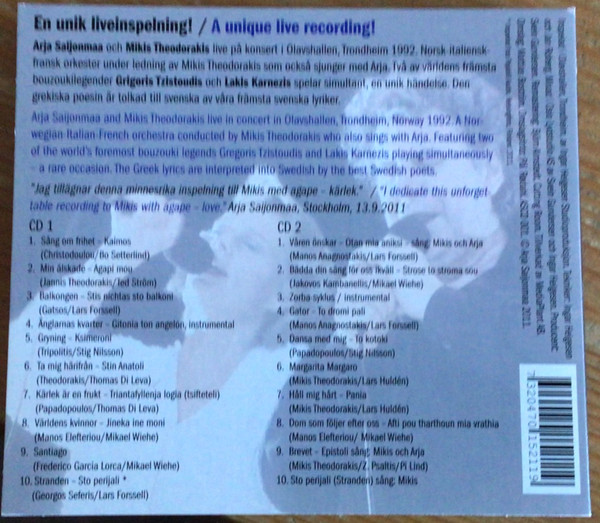 En unik liveinspelning! / A unique live recording!
Arja Saijonmaa och Mikis Theodorakis live på konsert i Olavshallen, Trondheim 1992. Norsk-italiensk-
fransk orkester under ledning av Mikis Theodorakis som också sjunger med Arja. Två av världens främsta
bouzoukilegender Grigoris Tzistoudis och Lakis Karnezis spelar simultant, en unik händelse. Den
grekiska poesin är tolkad till svenska av våra främsta svenska lyriker.
Arja Saijonmaa and Mikis Theodorakis live in concert in Olavshallen, Trondheim, Norway 1992. A Nor-
wegian-Italian-French orchestra conducted by Mikis Theodorakis who also sings with Arja. Featuring two
of the world's foremost bouzouki legends Gregoris Tzistoudis and Lakis Karnezis playing simultaneously
– a rare occasion. The Greek lyrics are interpreted into Swedish by the best Swedish poets.
"Jag tillägnar denna minnesrika inspelning till Mikis med agape – kärlek." / "I dedicate this unforget-
table recording to Mikis with agape – love." Arja Saijonmaa, Stockholm, 13.9.2011
CD 1
1. Sång om frihet – Kaimos
(Christodoulou/Bo Setterlind)
2. Min älskade – Agapi mou
(Jannis Theodorakis/Ted Ström)
3. Balkongen – Stis nichtas sto balkoni
(Gatsos/Lars Forssell)
4. Änglarnas kvarter – Gitonia ton angelón, instrumental
5. Gryning – Ksimeroni
(Tripolitis/Stig Nilsson)
6. Ta mig härifrån – Stin Anatoli
(Theodorakis/Thomas Di Leva)
7. Kärlek är en frukt – Triantafyllenja logia (tsifteteli)
(Papadopoulos/Thomas Di Leva)
8. Världens kvinnor – Jineka ine moni
(Manos Elefteriou/Mikael Wiehe)
9. Santiago
(Frederico Garcia Lorca/Mikael Wiehe)
10. Stranden – Sto perijali *
(Georgos Seferis/Lars Forssell)
CD 2
1. Våren önskar – Otan mia aniksi – sång: Mikis och Arja
(Manos Anagnostakis/Lars Forssell)
2. Bädda din säng för oss ikväll – Strose to stroma sou
(Jakovos Kambanellis/Mikael Wiehe)
3. Zorba syklus / instrumental
4. Gator – To dromi pali
(Manos Anagnostakis/Lars Forssell)
5. Dansa med mig – To kotoki
(Papadopoulos/Stig Nilsson)
6. Margarita Margaro
(Mikis Theodorakis/Lars Huldén)
7. Håll mig hårt – Pania
(Mikis Theodorakis/Lars Huldén)
8. Dom som följer efter oss – Afti pou tharthoun mia vrathia
(Manos Elefteriou/ Mikael Wiehe)
9. Brevet – Epistoli sång: Mikis och Arja
(Mikis Theodorakis/Z. Psaltis/Pi Lind)
10. Sto perijali (Stranden) sång: Mikis
7320470152119